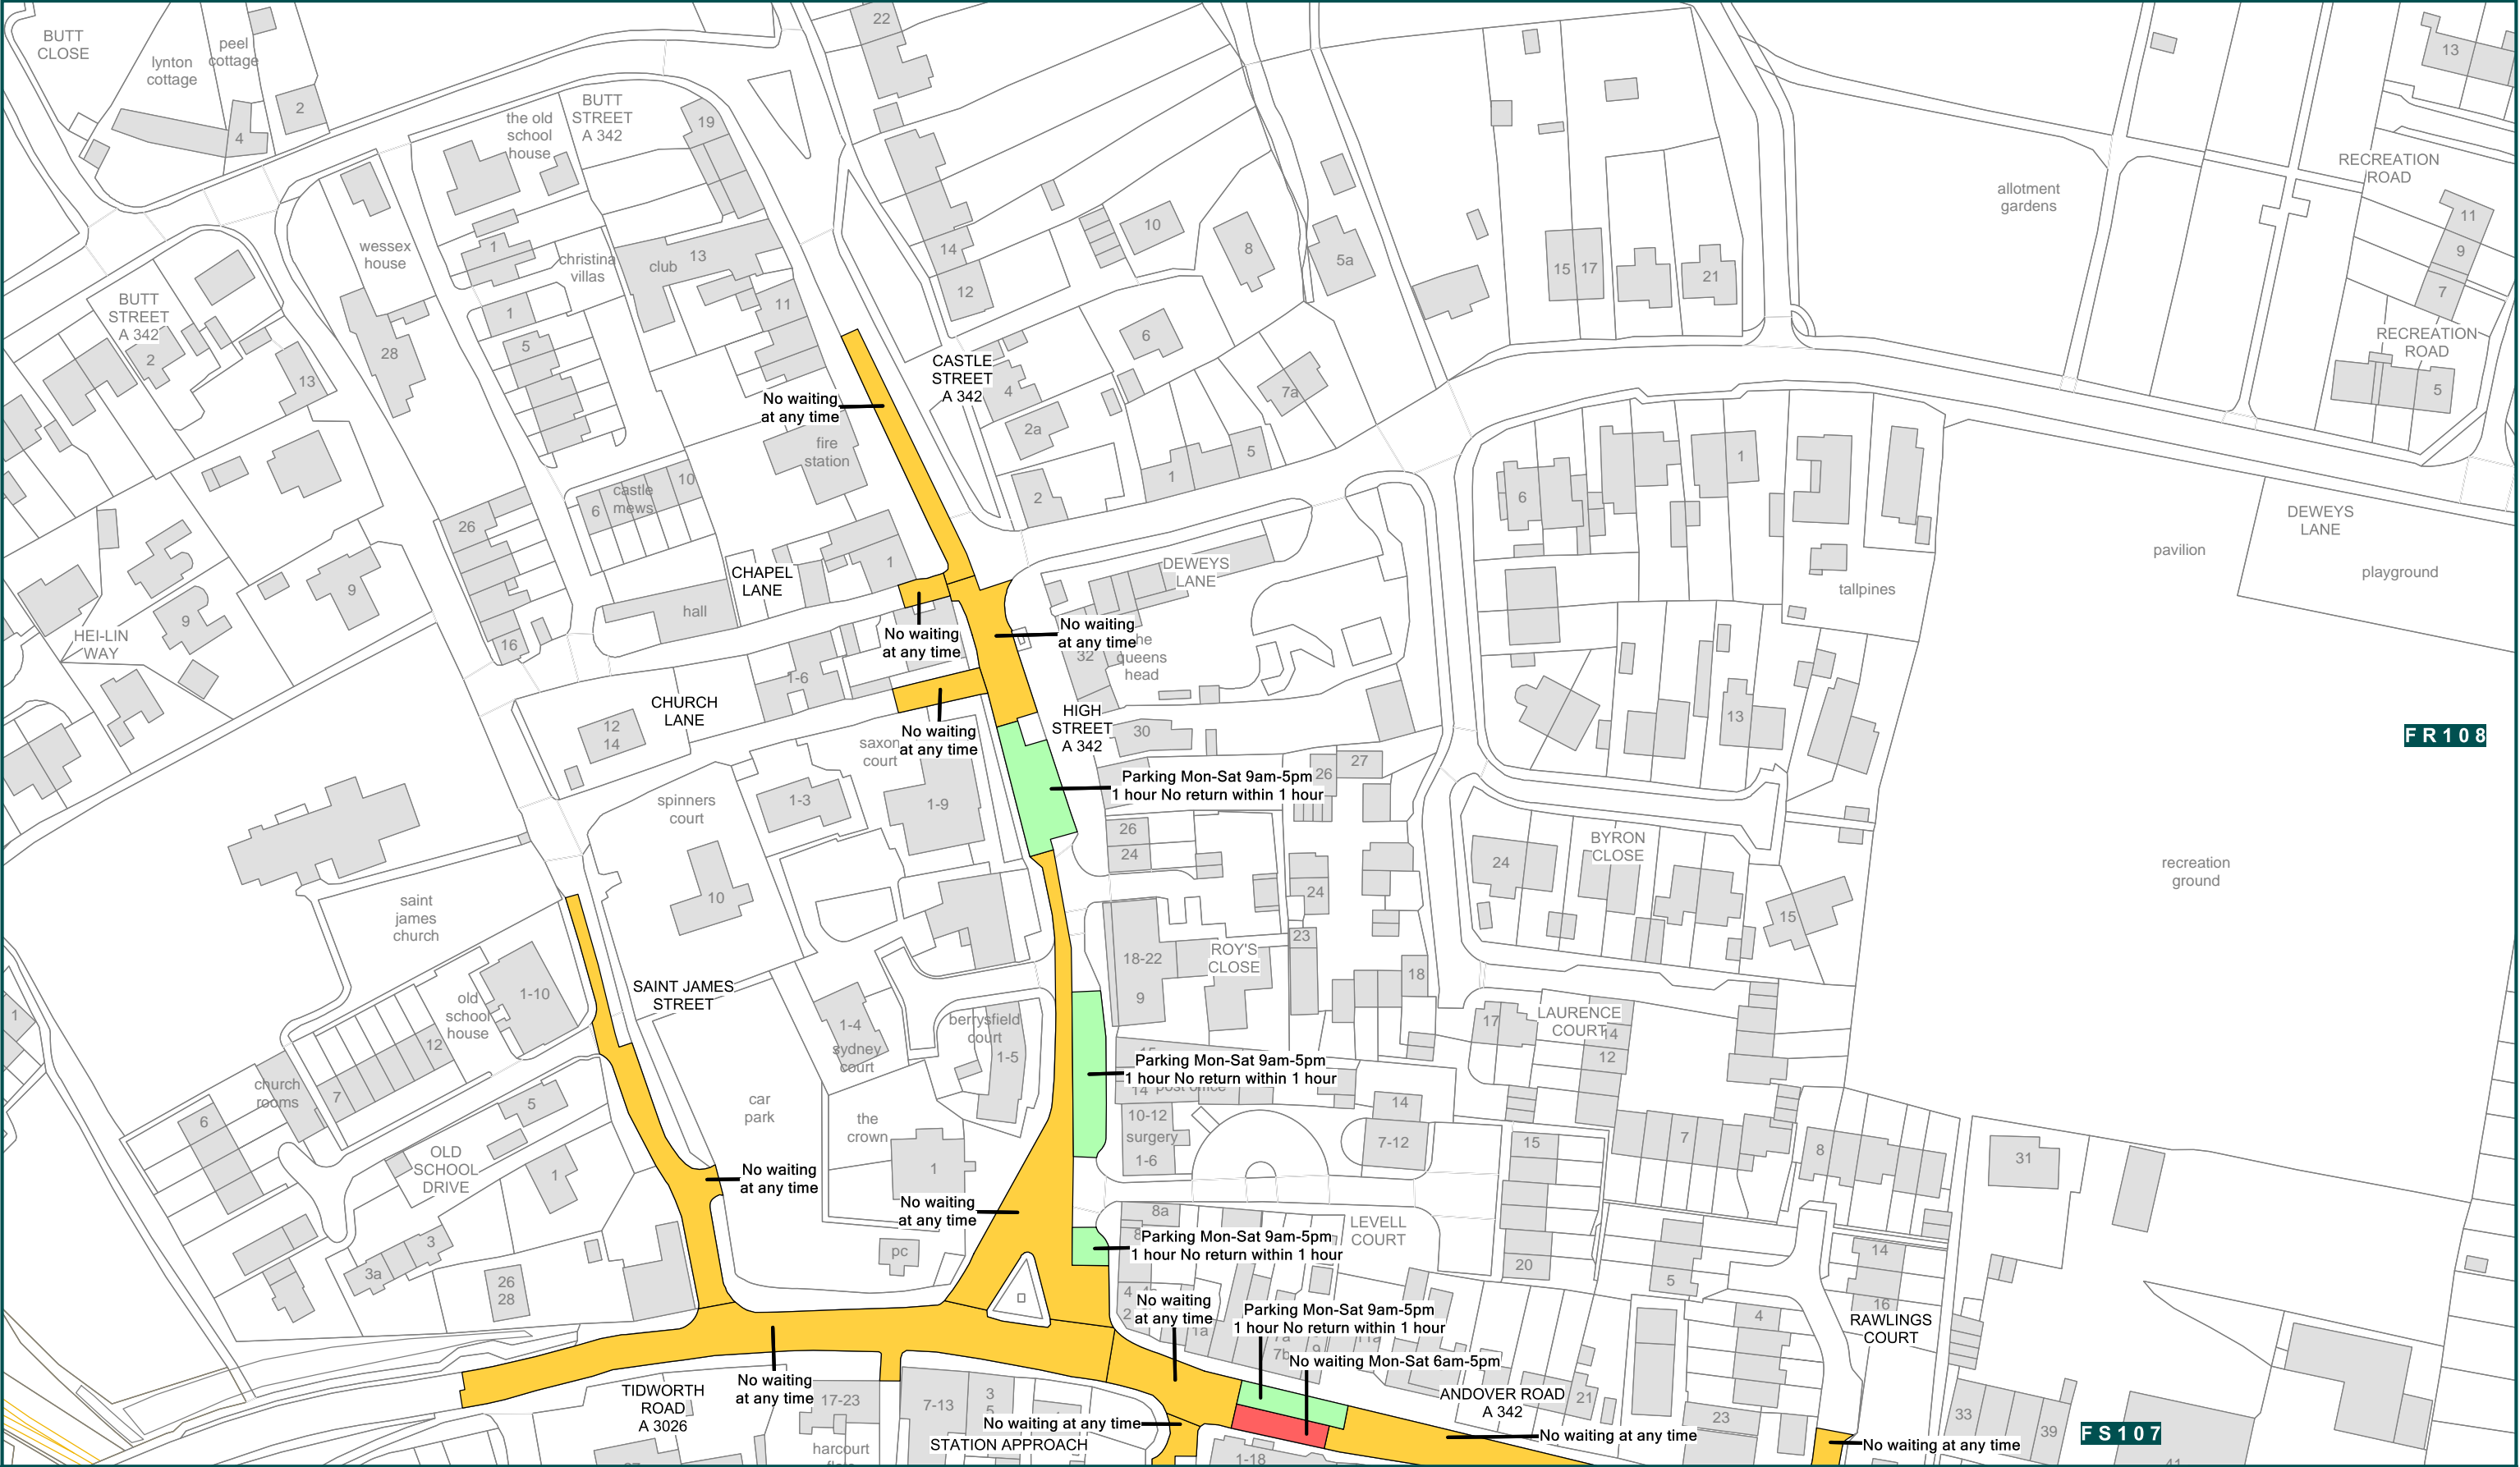 BUTT
CLOSE
lynton
cottage
peel
cottage
2
4
22
the old
school
house
BUTT
STREET
A 342
19
13
RECREATION
ROAD
allotment
gardens
11
9
7
RECREATION
ROAD
5
wessex
house
1
christina
villas
club
13
14
12
10
8
5a
15
17
21
BUTT
STREET
A 342
2
13
28
1
5
11
6
7a
CASTLE
STREET
A 342
4
2a
5
1
2
No waiting
at any time
fire
station
castle
mews
10
6
26
16
1
6
tallpines
pavilion
DEWEYS
LANE
playground
CHAPEL
LANE
1
hall
DEWEYS
LANE
9
9
HEI-LIN
WAY
No waiting
at any time
No waiting
at any time
32
queens
head
1-6
CHURCH
LANE
12
14
No waiting
at any time
saxon
court
HIGH
STREET
A 342
30
13
FR108
Parking Mon-Sat 9am-5pm
1 hour No return within 1 hour
26
27
spinners
court
1-3
1-9
26
24
24
BYRON
CLOSE
24
15
recreation
ground
10
saint
james
church
23
18-22
9
ROY'S
CLOSE
18
SAINT JAMES
STREET
1-10
old
school
house
12
7
1
1-4
sydney
court
berrysfield
court
1-5
17
LAURENCE
COURT
14
12
Parking Mon-Sat 9am-5pm
1 hour No return within 1 hour
14
post office
church
rooms
6
5
car
park
the
crown
1
10-12
surgery
1-6
14
7-12
15
7
8
31
OLD
SCHOOL
DRIVE
1
No waiting
at any time
No waiting
at any time
3
3a
26
28
pc
8a
Parking Mon-Sat 9am-5pm
1 hour No return within 1 hour
LEVELL
COURT
20
5
14
16
4
2
1a
No waiting
at any time
Parking Mon-Sat 9am-5pm
1 hour No return within 1 hour
7b
No waiting Mon-Sat 6am-5pm
4
RAWLINGS
COURT
No waiting
at any time
TIDWORTH
ROAD
A 3026
17-23
7-13
3
5
No waiting at any time
STATION APPROACH
harcourt
ANDOVER ROAD
A 342
21
23
No waiting at any time
1-18
33
39
No waiting at any time
FS107
41